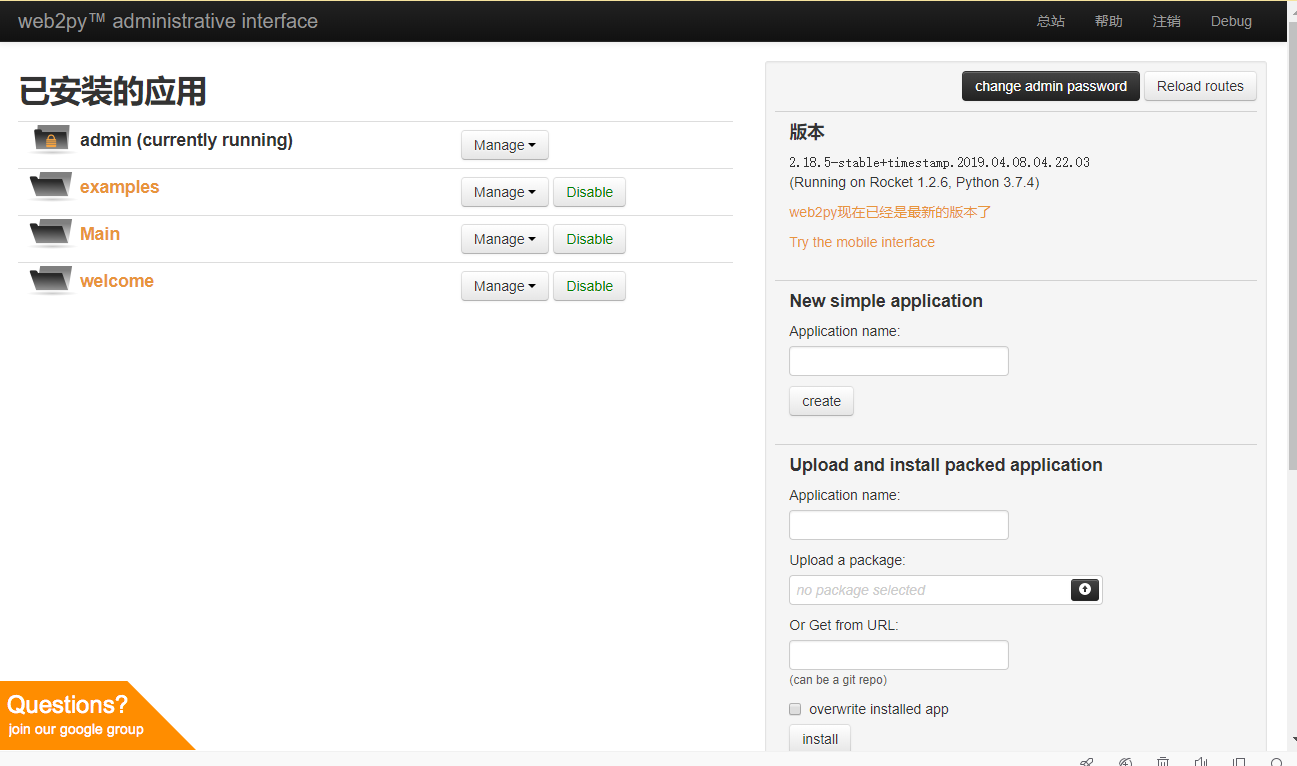 web2py™ administrative interface
总站 帮助 注销 Debug
已安装的应用
admin (currently running) Manage
examples Manage Disable
Main Manage Disable
welcome Manage Disable
change admin password Reload routes
版本
2.18.5-stable+timestamp.2019.04.08.04.22.03
(Running on Rocket 1.2.6, Python 3.7.4)
web2py现在已经是最新的版本了
Try the mobile interface
New simple application
Application name:
create
Upload and install packed application
Application name:
Upload a package:
no package selected
Or Get from URL:
(can be a git repo)
overwrite installed app
install
Questions?
join our google group